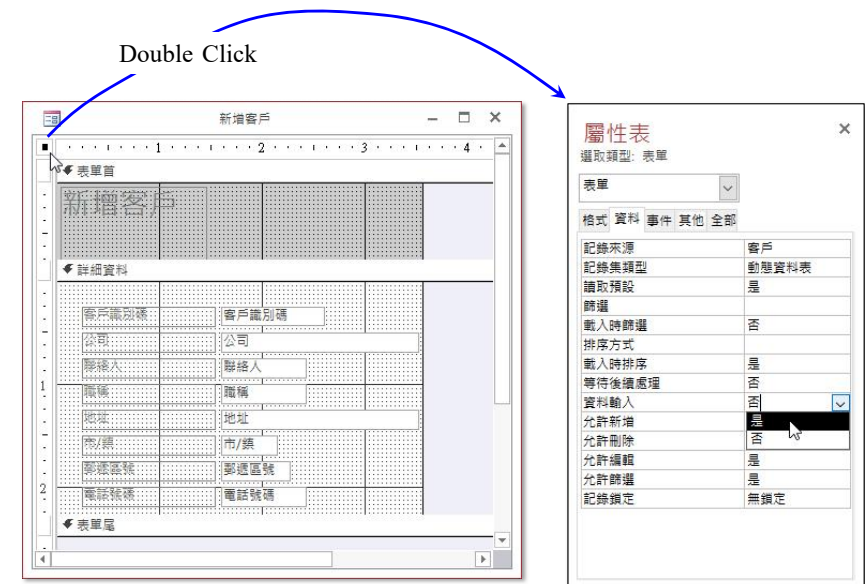 Double Click
新增客戶
1 2 3 4
表單首
新增客戶
詳細資料
客戶識別碼 客戶識別碼
公司 公司
聯絡人 聯絡人
1
職稱 職稱
地址 地址
市/鎮 市/鎮
郵遞區號 郵遞區號
2
電話號碼 電話號碼
表單尾
屬性表
選取類型: 表單
表單
格式 資料 事件 其他 全部
記錄來源 客戶
記錄集類型 動態資料表
讀取預設 是
篩選
載入時篩選 否
排序方式
載入時排序 是
等待後續處理 否
資料輸入 否
允許新增 是
允許刪除 否
允許編輯 是
允許篩選 是
記錄鎖定 無鎖定